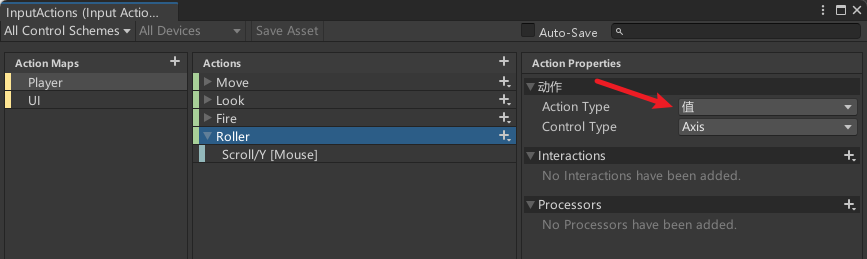 InputActions (Input Actio...
All Control Schemes All Devices Save Asset Auto-Save
Action Maps
Player
UI
Actions
Move
Look
Fire
Roller
Scroll/Y [Mouse]
Action Properties
动作
Action Type 值
Control Type Axis
Interactions
No Interactions have been added.
Processors
No Processors have been added.